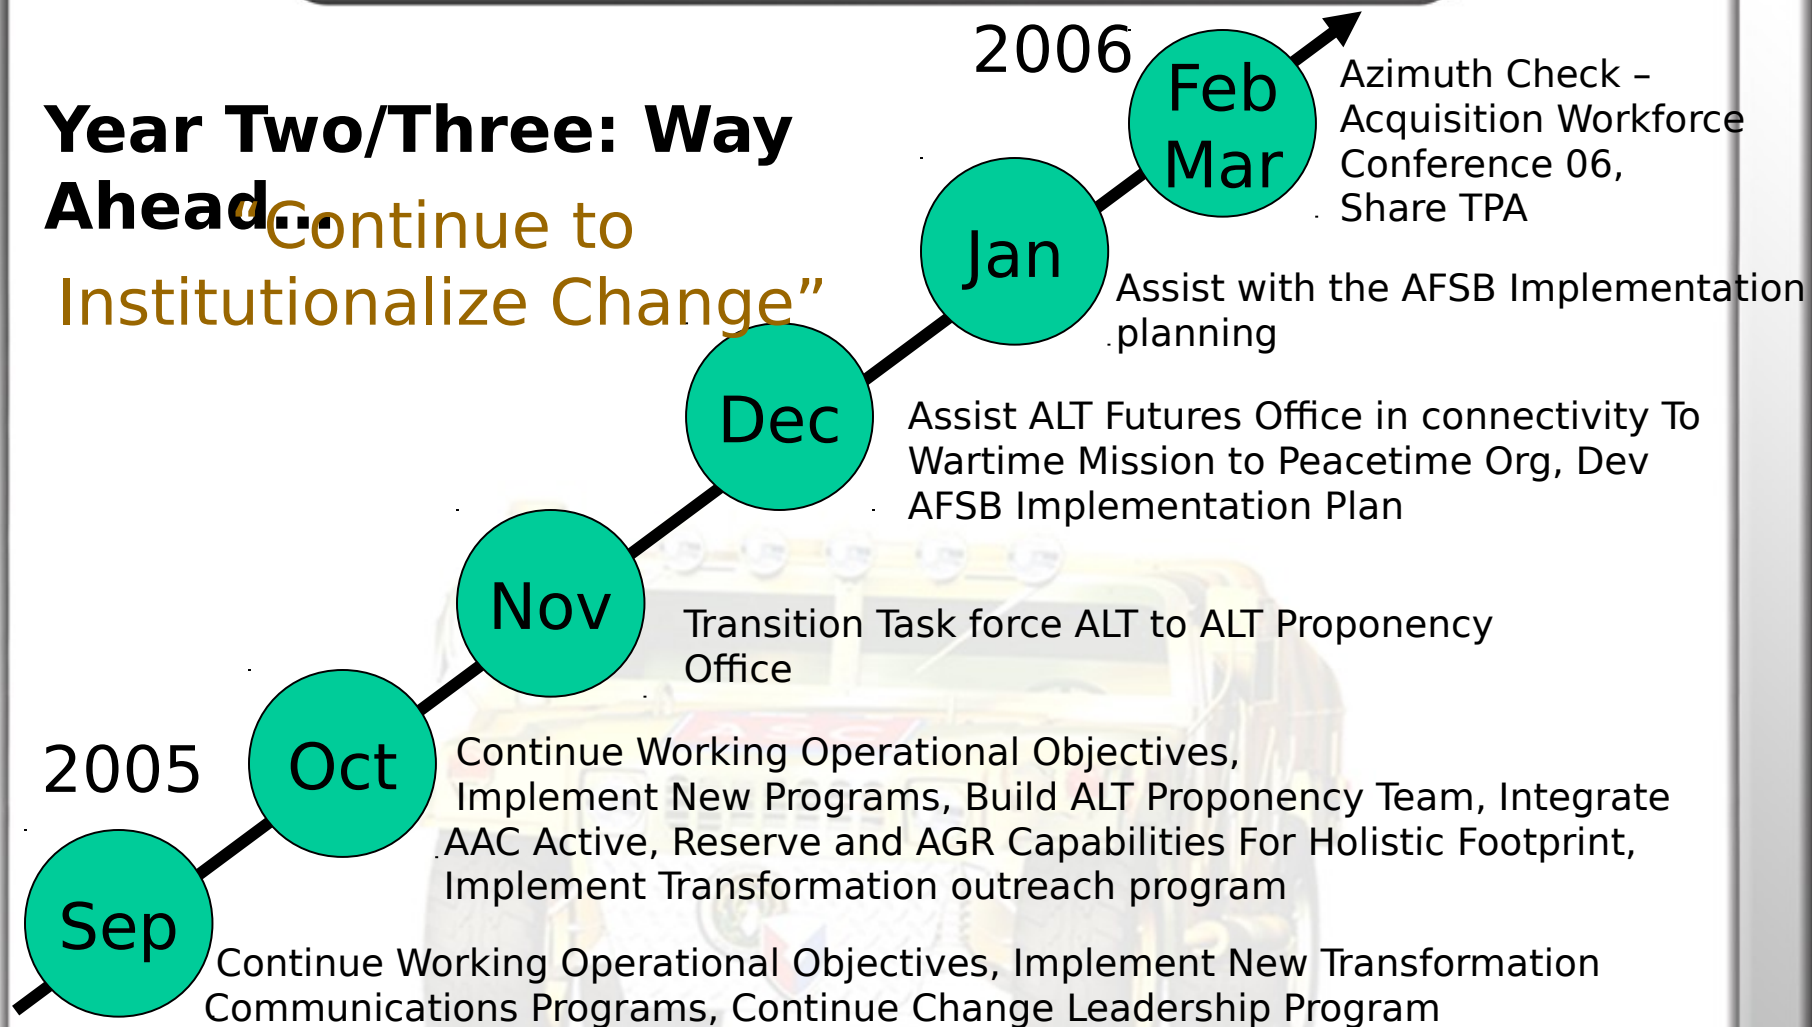 2006
Feb
Mar
Azimuth Check –
Acquisition Workforce
Conference 06,
Share TPA
Year Two/Three: Way
Ahead…
“Continue to
Institutionalize Change”
Jan
Assist with the AFSB Implementation
planning
Dec
Assist ALT Futures Office in connectivity To
Wartime Mission to Peacetime Org, Dev
AFSB Implementation Plan
Nov
Transition Task force ALT to ALT Proponency
Office
2005
Oct
Continue Working Operational Objectives,
Implement New Programs, Build ALT Proponency Team, Integrate
AAC Active, Reserve and AGR Capabilities For Holistic Footprint,
Implement Transformation outreach program
Sep
Continue Working Operational Objectives, Implement New Transformation
Communications Programs, Continue Change Leadership Program
ASC